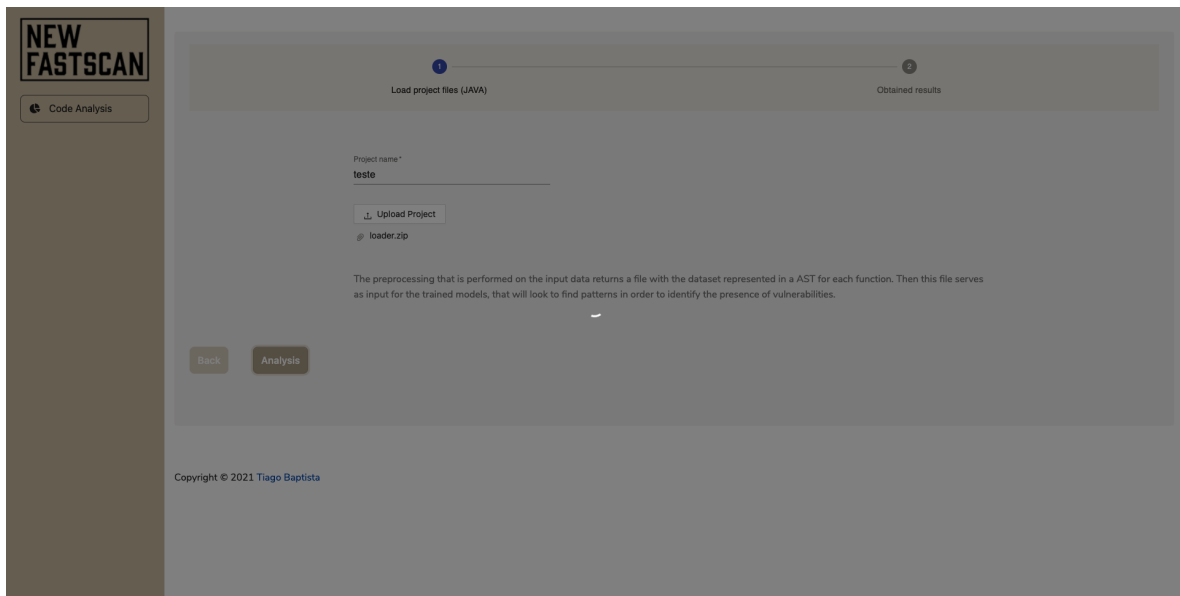 NEW
FASTSCAN
Code Analysis
1
2
Load project files (JAVA)
Obtained results
Project name *
teste
Upload Project
loader.zip
The preprocessing that is performed on the input data returns a file with the dataset represented in a AST for each function. Then this file serves
as input for the trained models, that will look to find patterns in order to identify the presence of vulnerabilities.
Back
Analysis
Copyright © 2021 Tiago Baptista